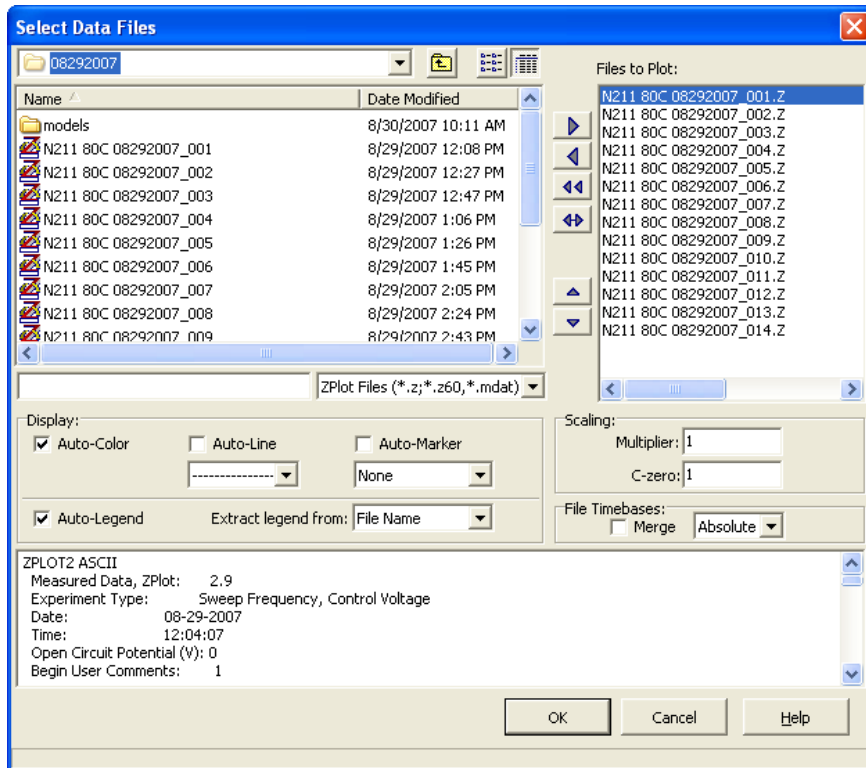 Select Data Files
08292007
Name Date Modified
models 8/30/2007 10:11 AM
N211 80C 08292007_001 8/29/2007 12:08 PM
N211 80C 08292007_002 8/29/2007 12:27 PM
N211 80C 08292007_003 8/29/2007 12:47 PM
N211 80C 08292007_004 8/29/2007 1:06 PM
N211 80C 08292007_005 8/29/2007 1:26 PM
N211 80C 08292007_006 8/29/2007 1:45 PM
N211 80C 08292007_007 8/29/2007 2:05 PM
N211 80C 08292007_008 8/29/2007 2:24 PM
N211 80C 08292007_009 8/29/2007 2:43 PM
ZPlot Files (*.z;*.z60,*.mdat)
Files to Plot:
N211 80C 08292007_001.Z
N211 80C 08292007_002.Z
N211 80C 08292007_003.Z
N211 80C 08292007_004.Z
N211 80C 08292007_005.Z
N211 80C 08292007_006.Z
N211 80C 08292007_007.Z
N211 80C 08292007_008.Z
N211 80C 08292007_009.Z
N211 80C 08292007_010.Z
N211 80C 08292007_011.Z
N211 80C 08292007_012.Z
N211 80C 08292007_013.Z
N211 80C 08292007_014.Z
Display:
Auto-Color Auto-Line Auto-Marker
--------------- None
Auto-Legend Extract legend from: File Name
Scaling:
Multiplier: 1
C-zero: 1
File Timebases:
Merge Absolute
ZPLOT2 ASCII
Measured Data, ZPlot: 2.9
Experiment Type: Sweep Frequency, Control Voltage
Date: 08-29-2007
Time: 12:04:07
Open Circuit Potential (V): 0
Begin User Comments: 1
OK Cancel Help